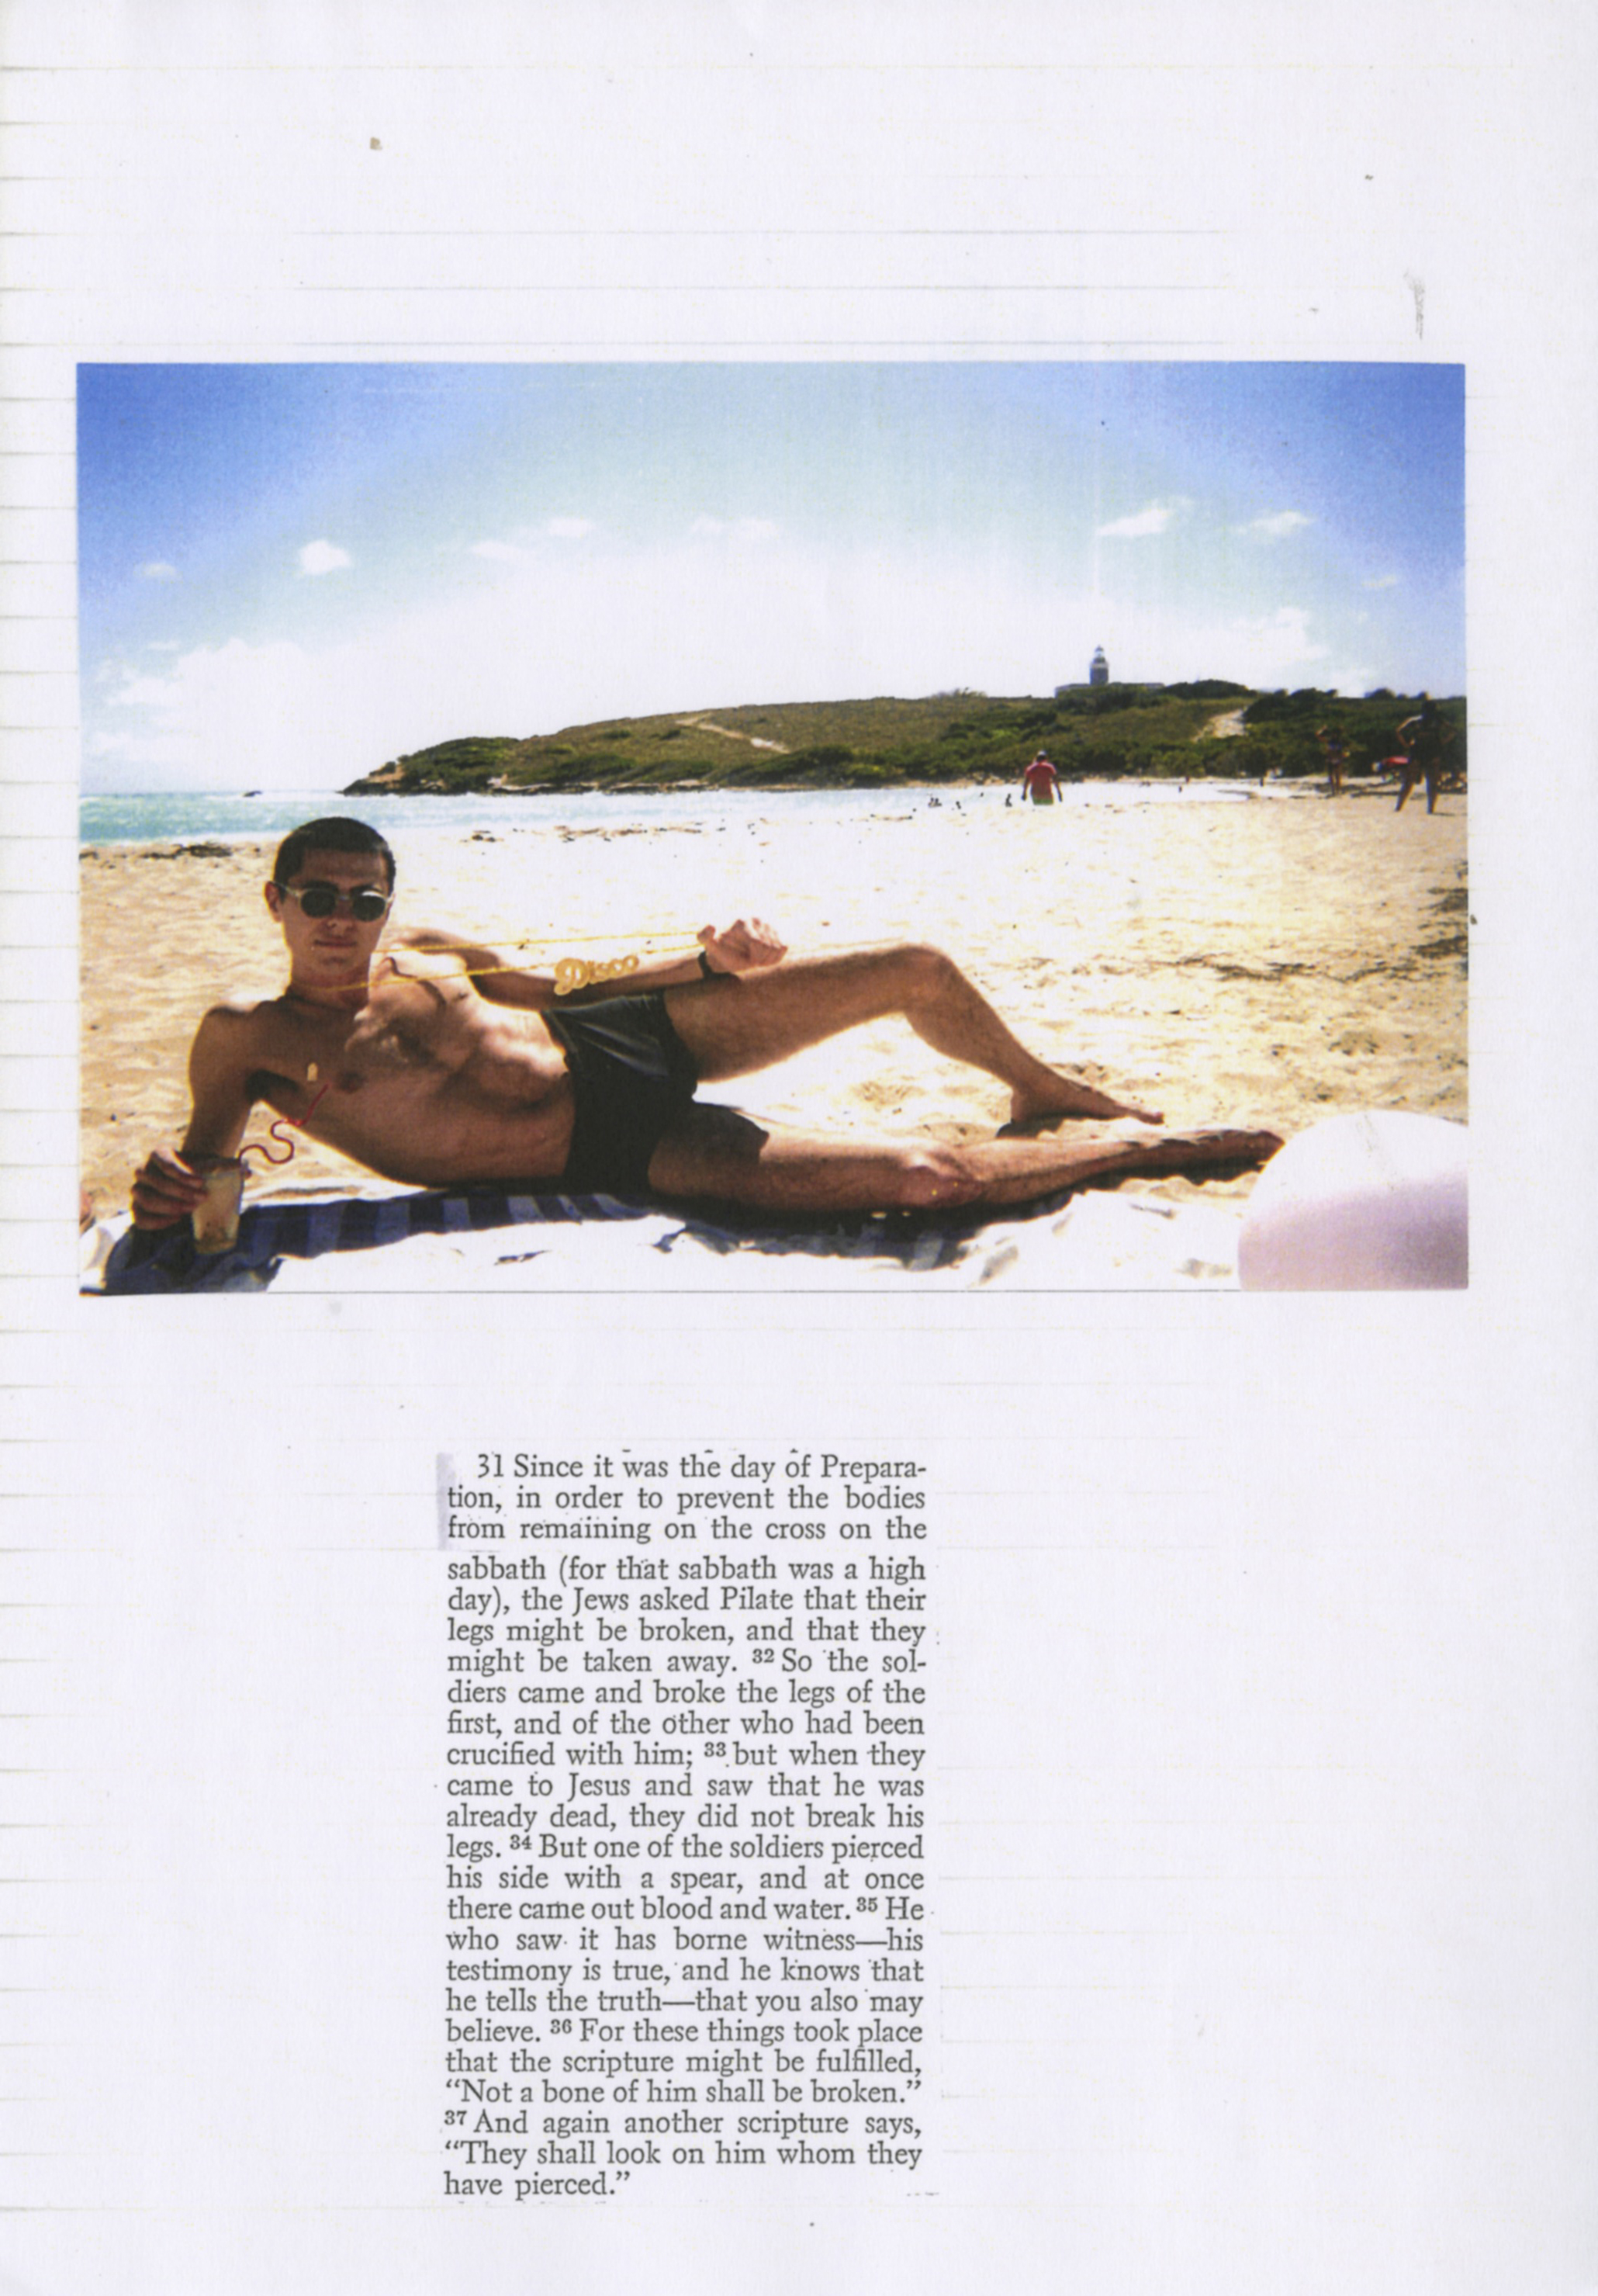 Disco
31 Since it was the day of Prepara-
tion, in order to prevent the bodies
from remaining on the cross on the
sabbath (for that sabbath was a high
day), the Jews asked Pilate that their
legs might be broken, and that they
might be taken away. 32 So the sol-
diers came and broke the legs of the
first, and of the other who had been
crucified with him; 33 but when they
came to Jesus and saw that he was
already dead, they did not break his
legs. 34 But one of the soldiers pierced
his side with a spear, and at once
there came out blood and water. 35 He
who saw it has borne witness—his
testimony is true, and he knows that
he tells the truth—that you also may
believe. 36 For these things took place
that the scripture might be fulfilled,
“Not a bone of him shall be broken.”
37 And again another scripture says,
“They shall look on him whom they
have pierced.”